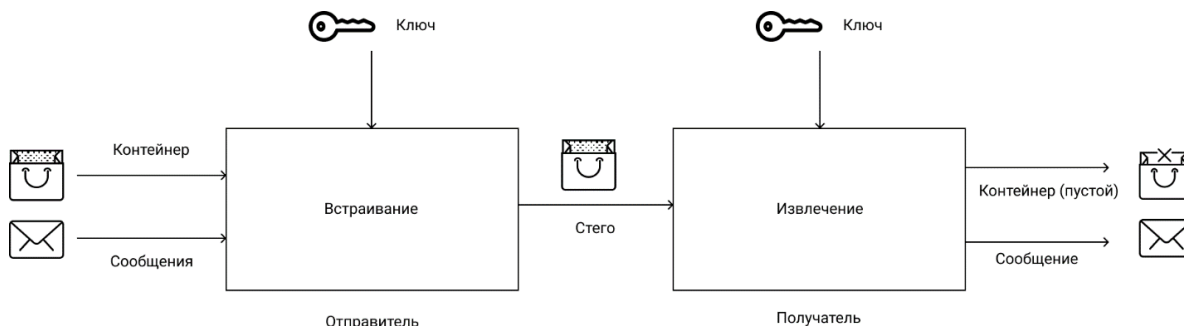 Ключ
Ключ
Контейнер
Сообщения
Встраивание
Отправитель
Стего
Извлечение
Получатель
Контейнер (пустой)
Сообщение